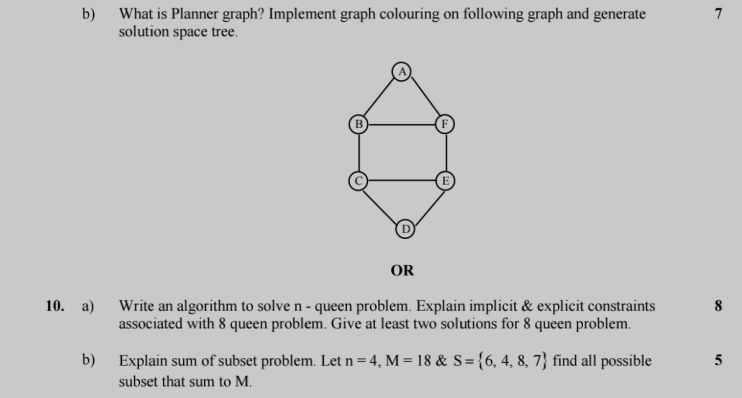 b) What is Planner graph? Implement graph colouring on following graph and generate 7
solution space tree.
A
B F
C E
D
OR
10. a) Write an algorithm to solve n - queen problem. Explain implicit & explicit constraints 8
associated with 8 queen problem. Give at least two solutions for 8 queen problem.
b) Explain sum of subset problem. Let n = 4, M = 18 & S = {6, 4, 8, 7} find all possible 5
subset that sum to M.